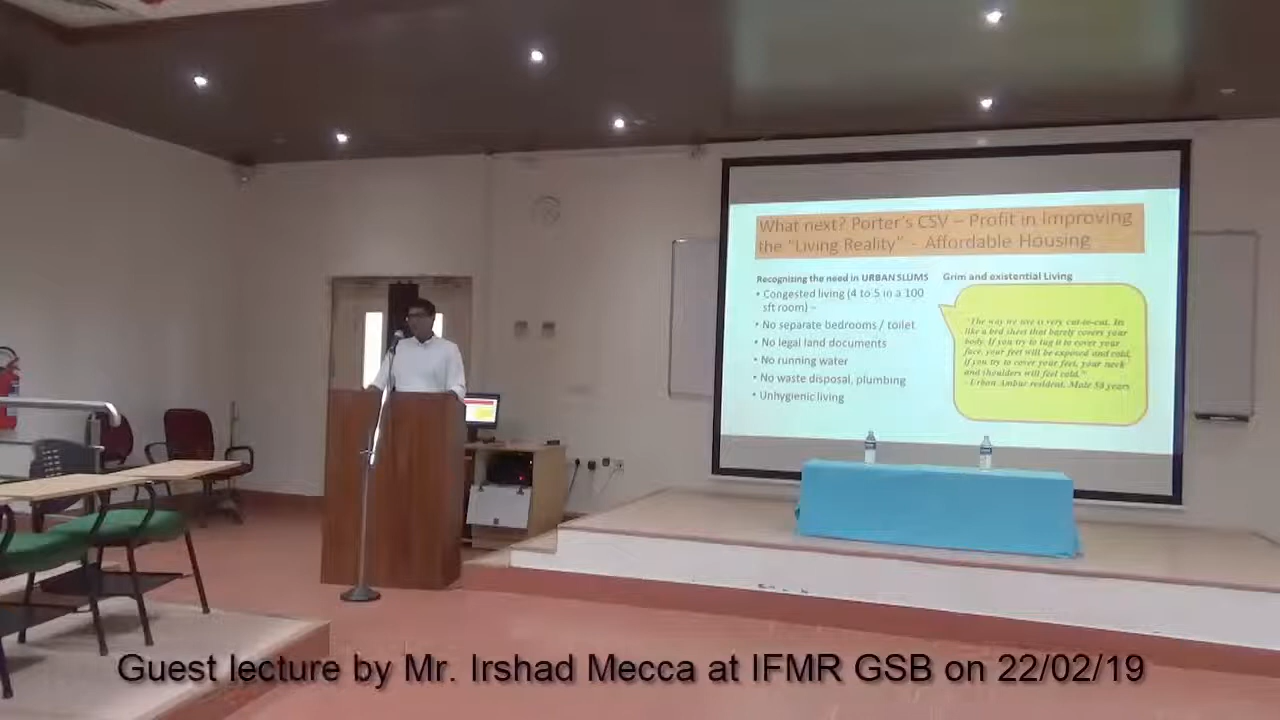 What next? Porter's CSV – Profit in Improving
the "Living Reality" - Affordable Housing
Recognizing the need in URBAN SLUMS
• Congested living (4 to 5 in a 100
sft room) –
• No separate bedrooms / toilet
• No legal land documents
• No running water
• No waste disposal, plumbing
• Unhygienic living
Grim and existential Living
"The way we live is very cut-to-cut. Its
like a bed sheet that barely covers your
body. If you try to tug it to cover your
face, your feet will be exposed and cold,
if you try to cover your feet, your neck
and shoulders will feel cold."
- Urban Ambur resident, Male 58 years
Guest lecture by Mr. Irshad Mecca at IFMR GSB on 22/02/19